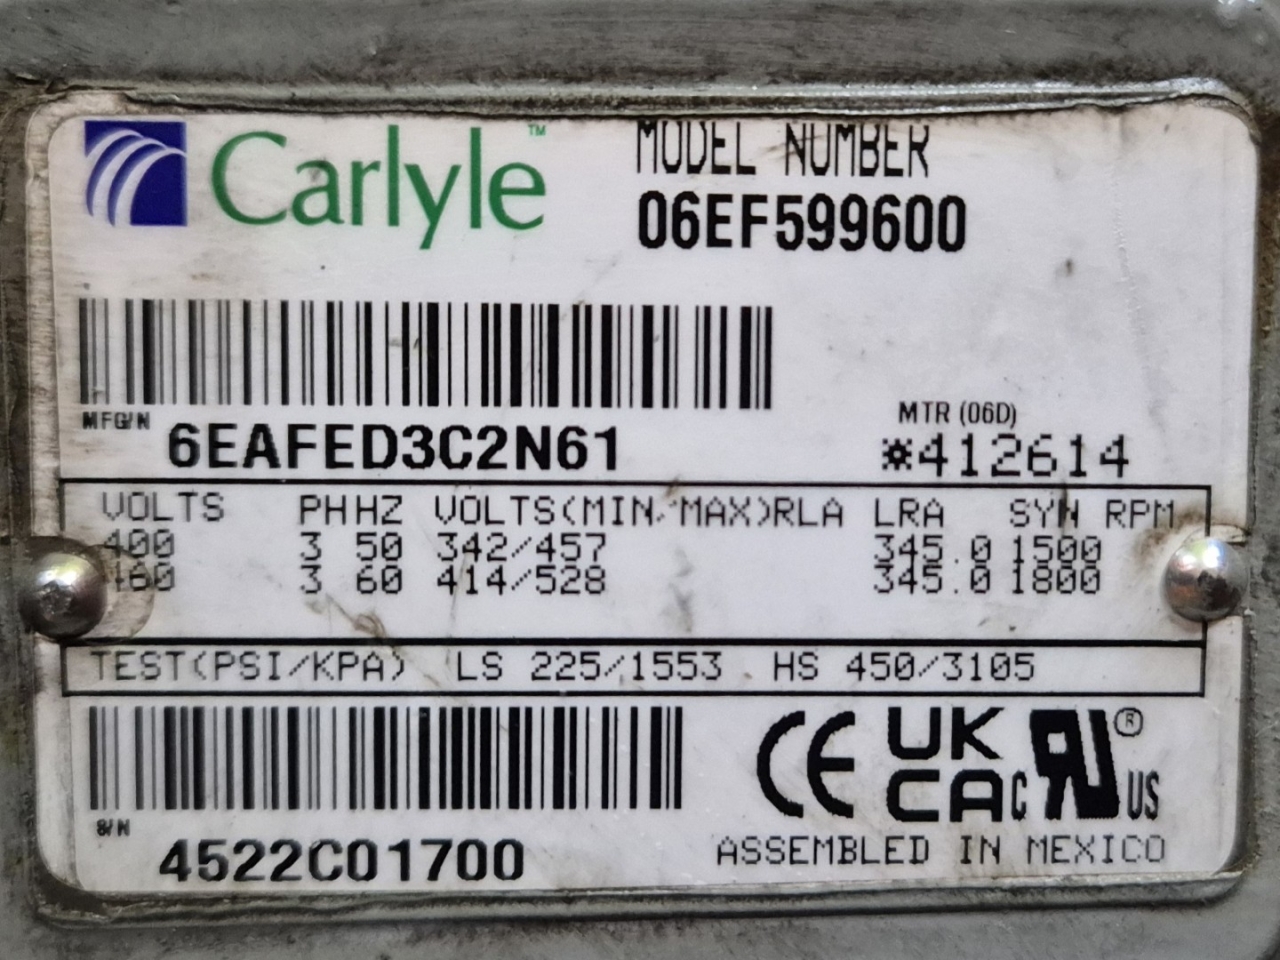 Carlyle™
MODEL NUMBER
06EF599600
MFG/N
6EAFED3C2N61
MTR (06D)
*412614
VOLTS PH HZ VOLTS(MIN/MAX)RLA LRA SYN RPM
400 3 50 342/457 345.0 1500
460 3 60 414/528 345.0 1800
TEST(PSI/KPA) LS 225/1553 HS 450/3105
S/N
4522C01700
CE UK CA C UR ® US
ASSEMBLED IN MEXICO